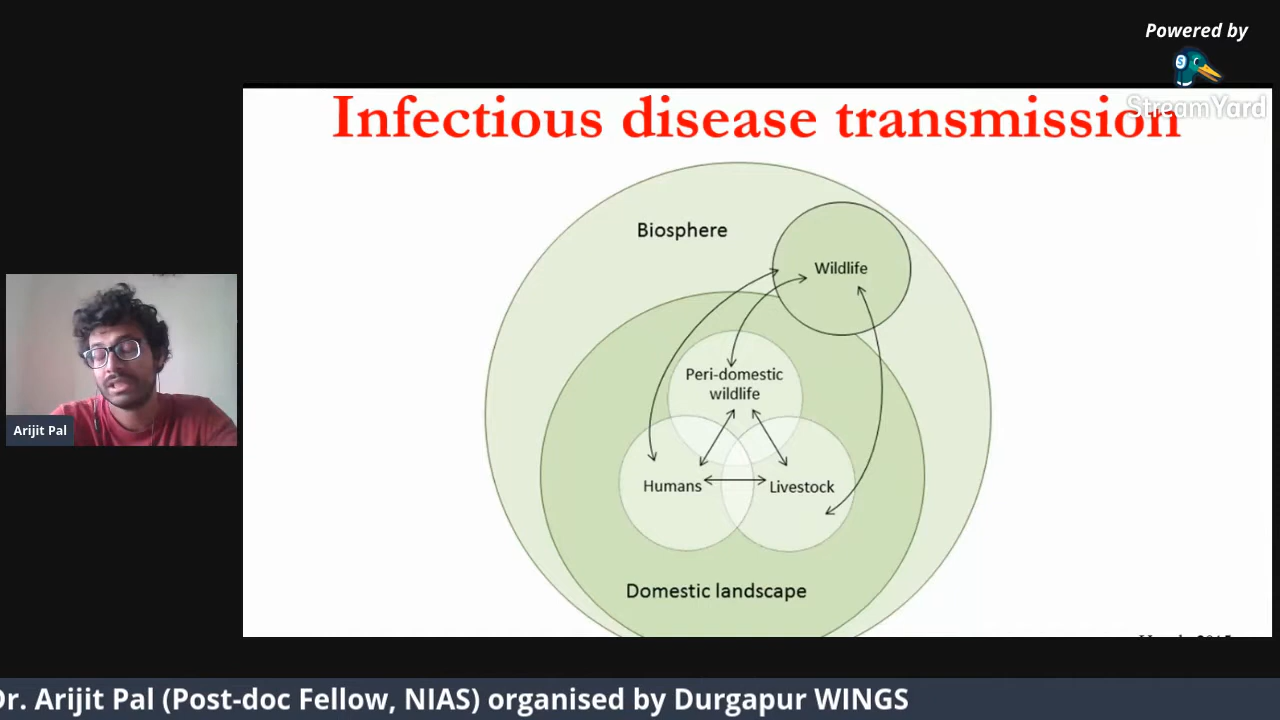 Powered by
StreamYard
Infectious disease transmission
Biosphere
Wildlife
Peri-domestic
wildlife
Humans
Livestock
Domestic landscape
Arijit Pal
Dr. Arijit Pal (Post-doc Fellow, NIAS) organised by Durgapur WINGS